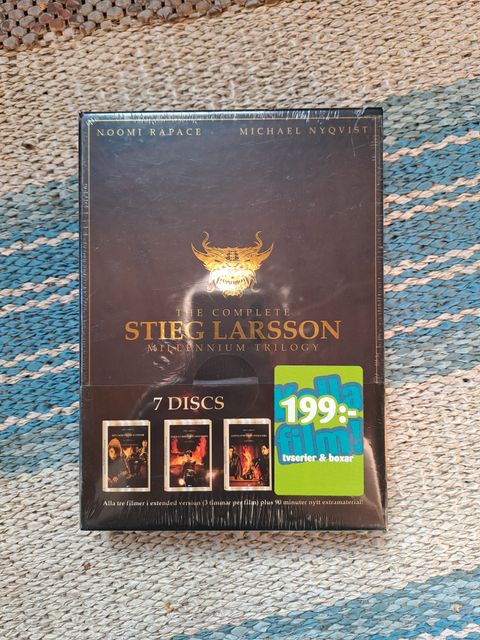 NOOMI RAPACE MICHAEL NYQVIST
THE COMPLETE
STIEG LARSSON
MILLENNIUM TRILOGY
7 DISCS
Kolla
199:-
film!
tvserier & boxar
Alla tre filmer i extended version (3 timmar per film) plus 90 minuter nytt extramaterial!